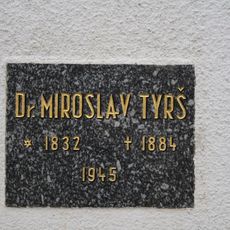 Dr MIROSLAV TYRŠ
* 1832 † 1884
1945